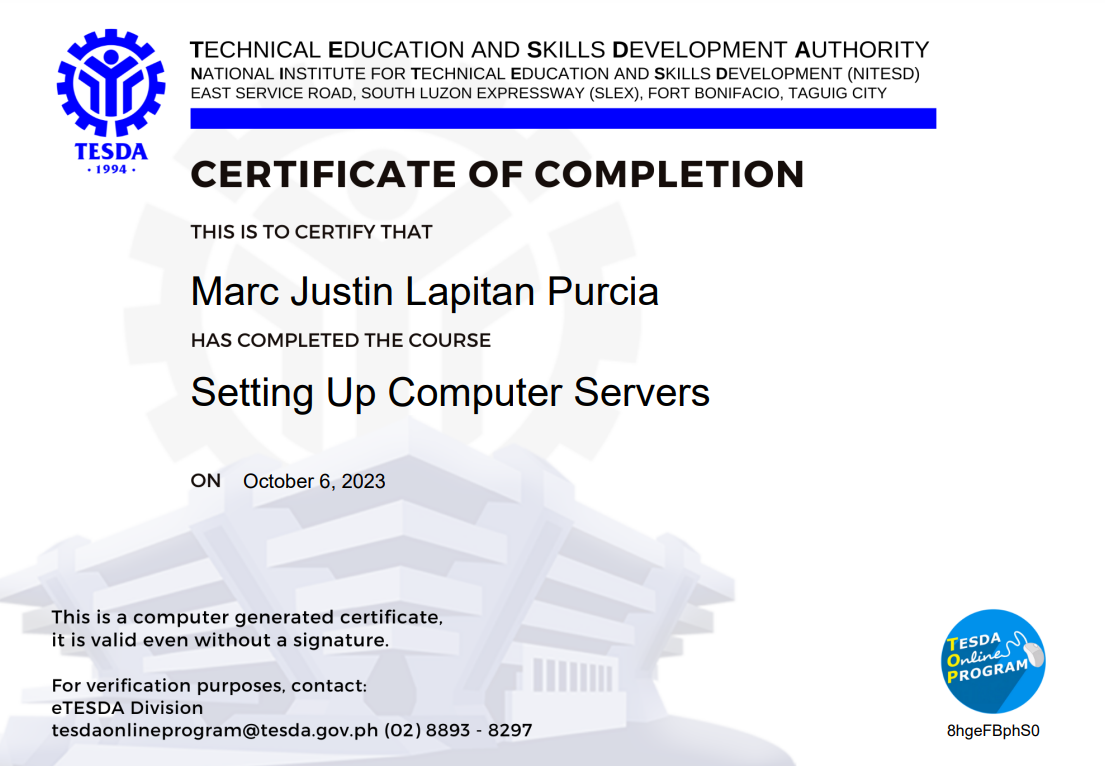 TECHNICAL EDUCATION AND SKILLS DEVELOPMENT AUTHORITY
NATIONAL INSTITUTE FOR TECHNICAL EDUCATION AND SKILLS DEVELOPMENT (NITESD)
EAST SERVICE ROAD, SOUTH LUZON EXPRESSWAY (SLEX), FORT BONIFACIO, TAGUIG CITY
TESDA
· 1994 ·
CERTIFICATE OF COMPLETION
THIS IS TO CERTIFY THAT
Marc Justin Lapitan Purcia
HAS COMPLETED THE COURSE
Setting Up Computer Servers
ON October 6, 2023
This is a computer generated certificate,
it is valid even without a signature.
For verification purposes, contact:
eTESDA Division
tesdaonlineprogram@tesda.gov.ph (02) 8893 - 8297
TESDA
Online
PROGRAM
8hgeFBphS0